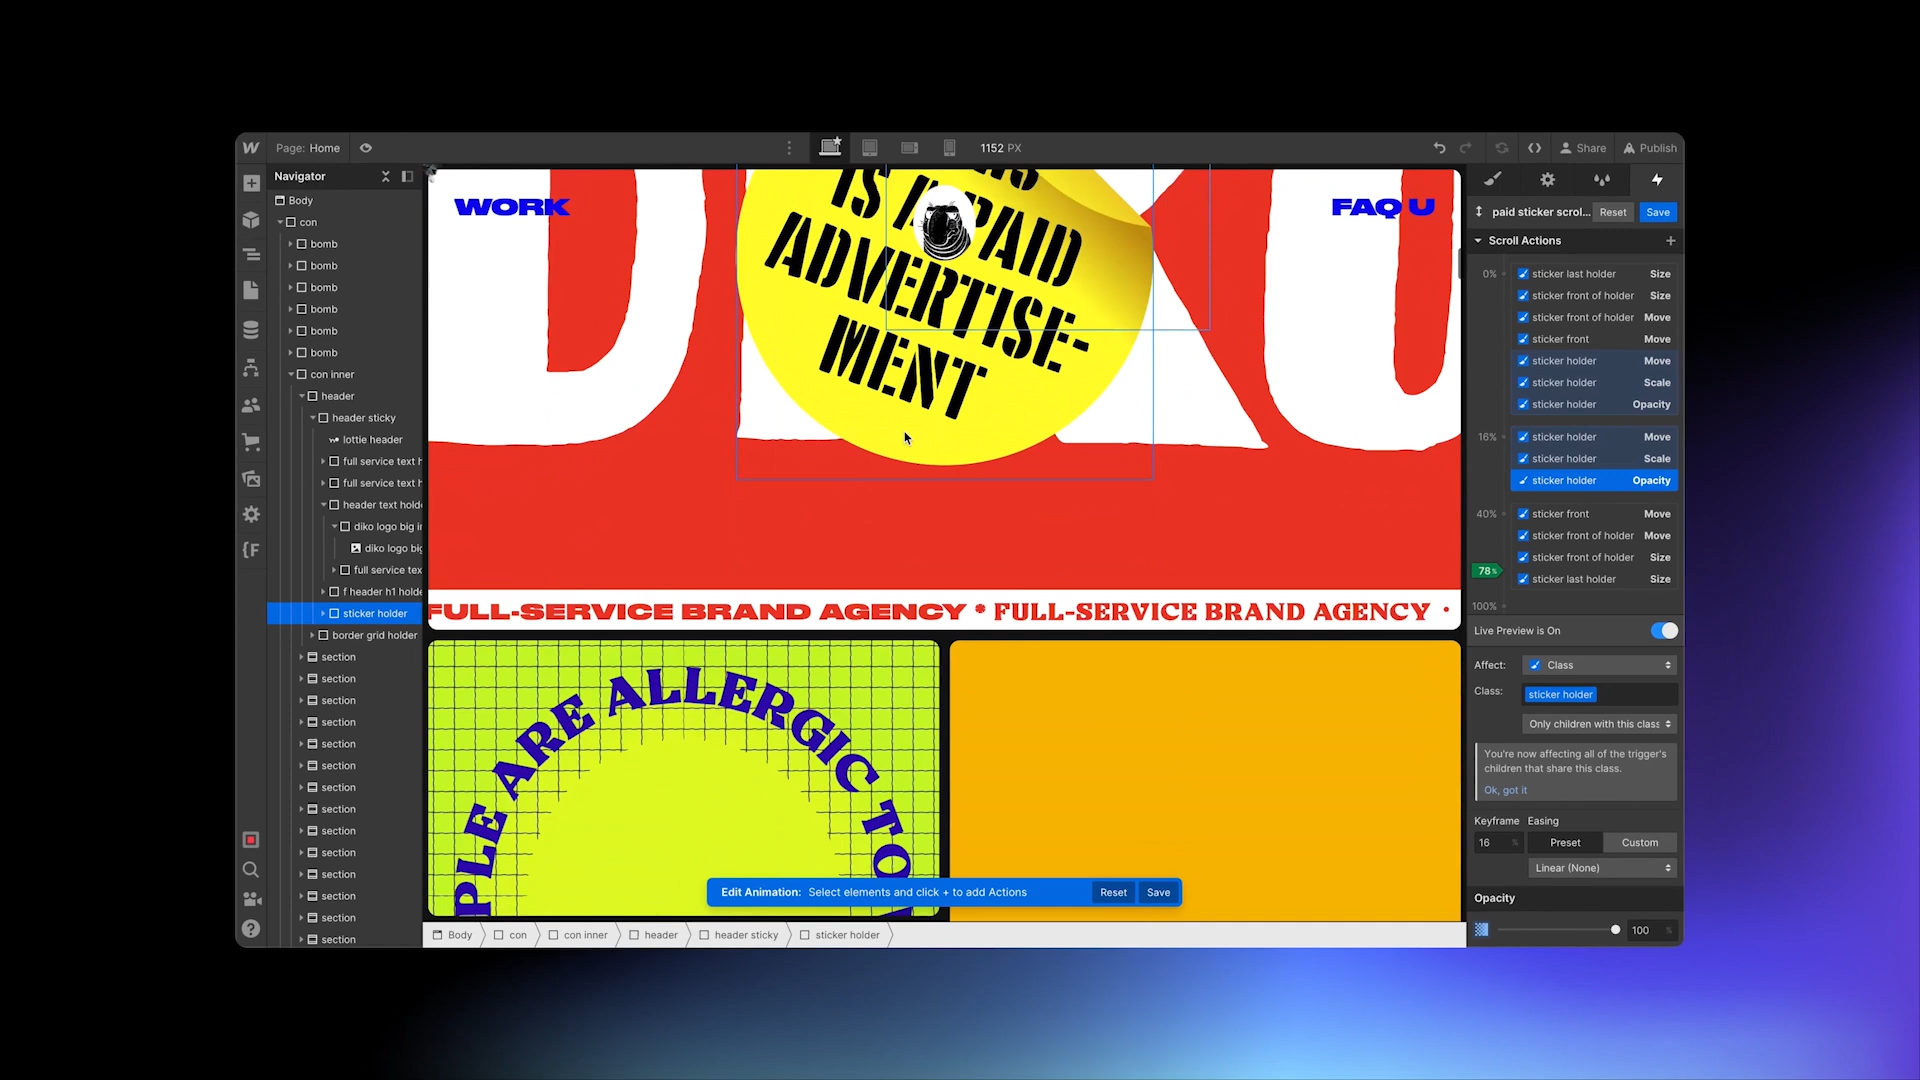 Page: Home
1152 PX
Share
Publish
Navigator
Body
con
bomb
bomb
bomb
bomb
bomb
bomb
con inner
header
header sticky
lottie header
full service text h
full service text h
header text holde
diko logo big in
diko logo big
full service tex
f header h1 holde
sticker holder
border grid holder
section
section
section
section
section
section
section
section
section
section
section
section
section
section
WORK
FAQ U
IS A PAID
ADVERTISE-
MENT
FULL-SERVICE BRAND AGENCY * FULL-SERVICE BRAND AGENCY
PLE ARE ALLERGIC TO
Edit Animation: Select elements and click + to add Actions
Reset
Save
Body
con
con inner
header
header sticky
sticker holder
paid sticker scrol...
Reset
Save
Scroll Actions
0%
sticker last holder Size
sticker front of holder Size
sticker front of holder Move
sticker front Move
sticker holder Move
sticker holder Scale
sticker holder Opacity
16%
sticker holder Move
sticker holder Scale
sticker holder Opacity
40%
sticker front Move
sticker front of holder Move
sticker front of holder Size
78%
sticker last holder Size
100%
Live Preview is On
Affect: Class
Class: sticker holder
Only children with this class
You're now affecting all of the trigger's
children that share this class.
Ok, got it
Keyframe Easing
16 % Preset Custom
Linear (None)
Opacity
100 %